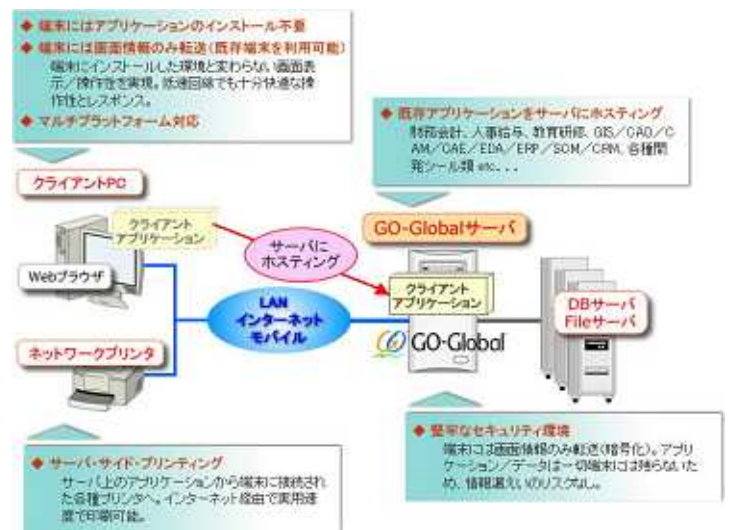 ◆ 端末にはアプリケーションのインストール不要
◆ 端末には画面情報のみ転送(既存端末を利用可能)
端末にインストールした環境と変わらない画面表
示/操作性を実現。低速回線でも十分快適な操
作性とレスポンス。
◆ マルチプラットフォーム対応
◆ 既存アプリケーションをサーバにホスティング
財務会計、人事給与、教育研修、GIS/CAD/C
AM/CAE/EDA/ERP/SCM/CRM、各種開
発ツール類 etc...
クライアントPC
クライアント
アプリケーション
サーバに
ホスティング
GO-Globalサーバ
クライアント
アプリケーション
Webブラウザ
LAN
インターネット
モバイル
DBサーバ
Fileサーバ
GO-Global
ネットワークプリンタ
◆ サーバ・サイド・プリンティング
サーバ上のアプリケーションから端末に接続され
た各種プリンタへ。インターネット経由で実用速
度で印刷可能。
◆ 堅牢なセキュリティ環境
端末には画面情報のみ転送(暗号化)。アプリ
ケーション/データは一切端末には残らないた
め、情報漏えいのリスクなし。